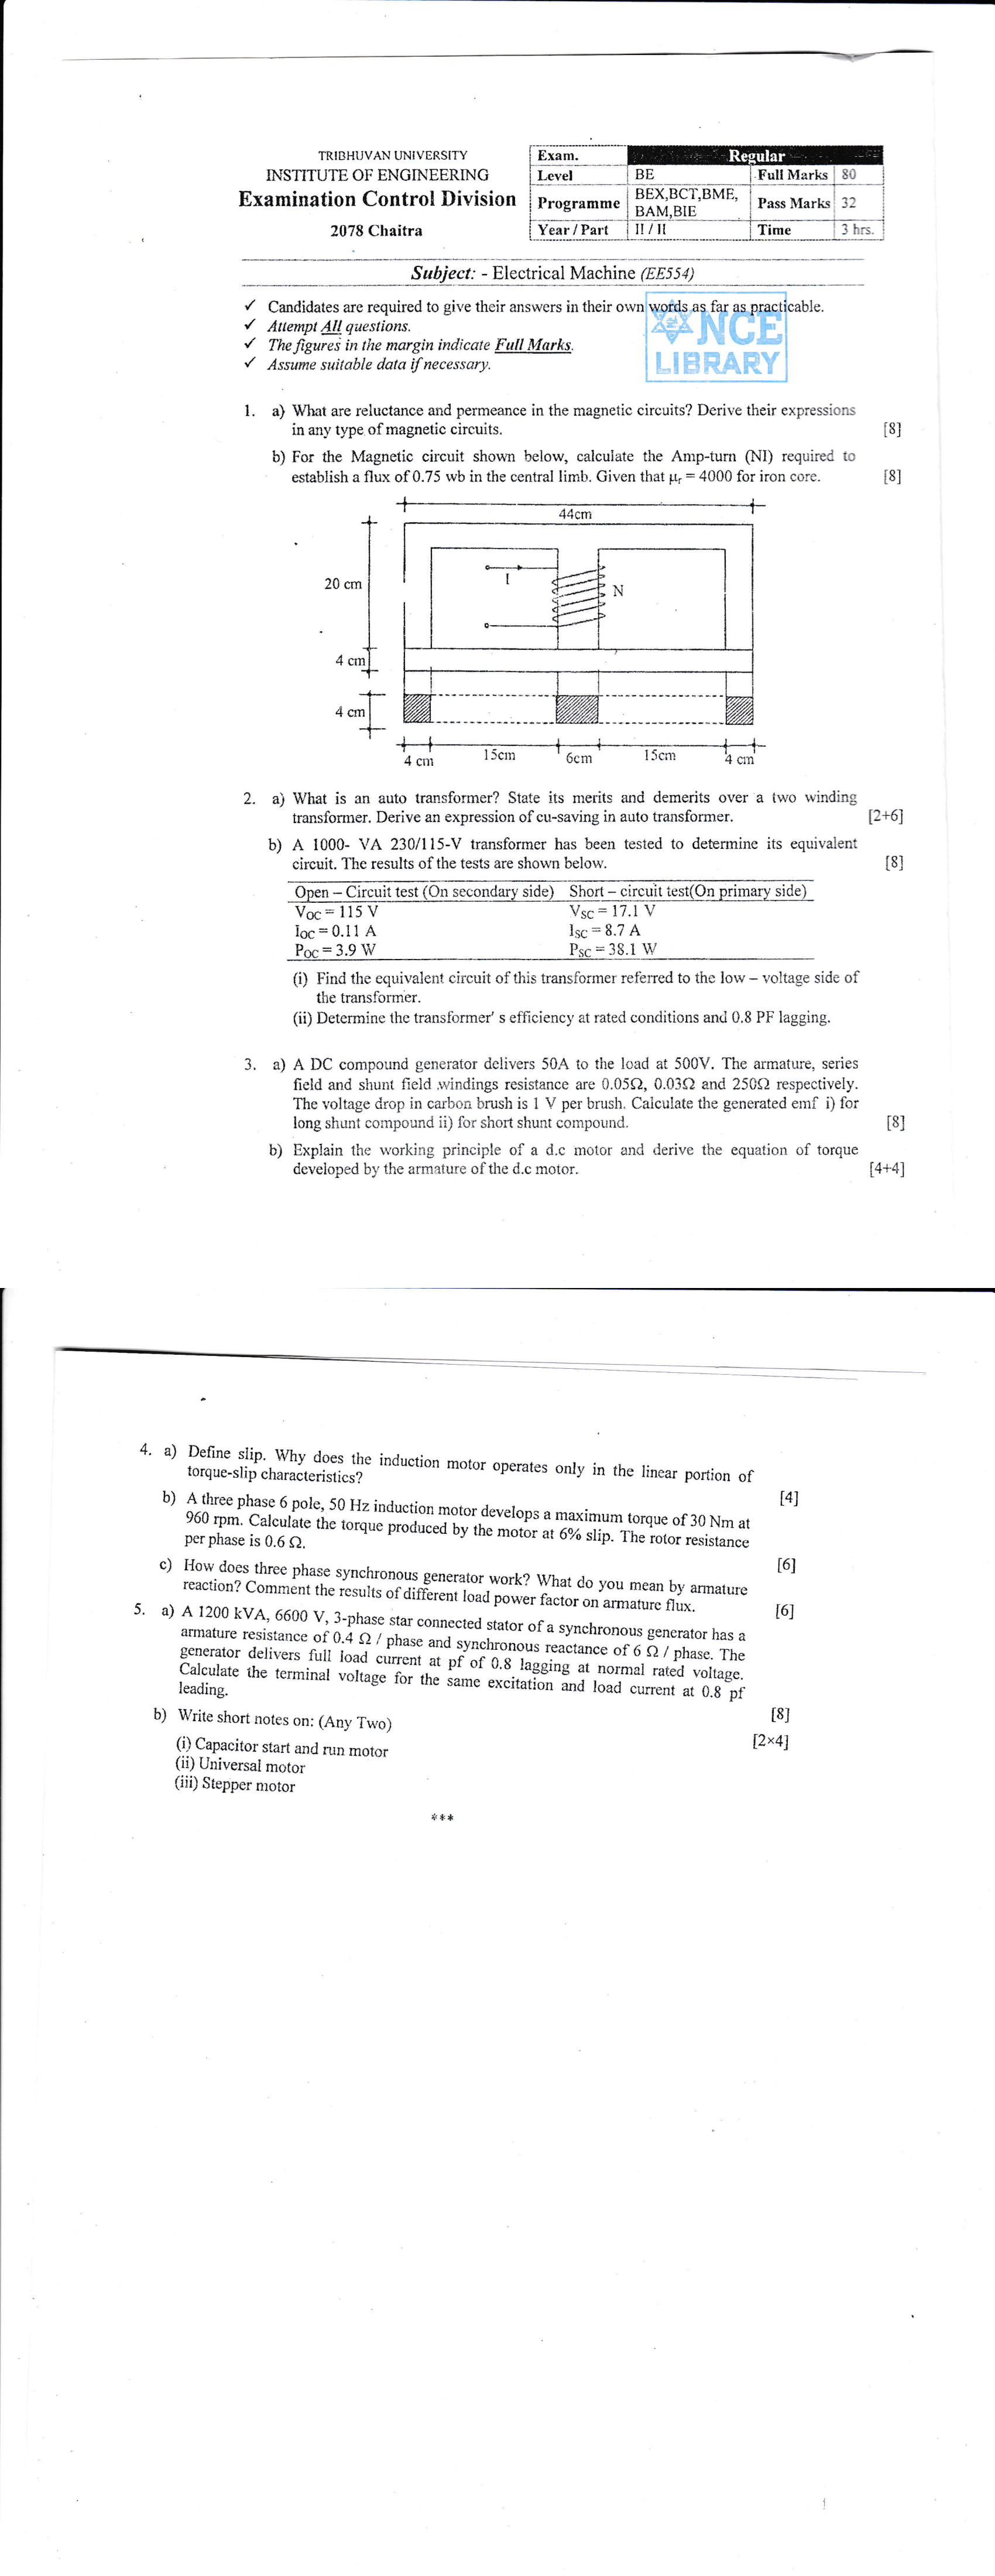 TRIBHUVAN UNIVERSITY
INSTITUTE OF ENGINEERING
Examination Control Division
2078 Chaitra
Exam. Regular
Level BE Full Marks 80
Programme BEX,BCT,BME, BAM,BIE Pass Marks 32
Year / Part II / II Time 3 hrs.
Subject: - Electrical Machine (EE554)
✓ Candidates are required to give their answers in their own words as far as practicable.
✓ Attempt All questions.
✓ The figures in the margin indicate Full Marks.
✓ Assume suitable data if necessary.
NCE
LIBRARY
1. a) What are reluctance and permeance in the magnetic circuits? Derive their expressions
in any type of magnetic circuits. [8]
b) For the Magnetic circuit shown below, calculate the Amp-turn (NI) required to
establish a flux of 0.75 wb in the central limb. Given that μr = 4000 for iron core. [8]
44cm
20 cm
I
N
4 cm
4 cm
4 cm 15cm 6cm 15cm 4 cm
2. a) What is an auto transformer? State its merits and demerits over a two winding
transformer. Derive an expression of cu-saving in auto transformer. [2+6]
b) A 1000- VA 230/115-V transformer has been tested to determine its equivalent
circuit. The results of the tests are shown below. [8]
Open – Circuit test (On secondary side) Short – circuit test(On primary side)
VOC = 115 V VSC = 17.1 V
IOC = 0.11 A ISC = 8.7 A
POC = 3.9 W PSC = 38.1 W
(i) Find the equivalent circuit of this transformer referred to the low – voltage side of
the transformer.
(ii) Determine the transformer' s efficiency at rated conditions and 0.8 PF lagging.
3. a) A DC compound generator delivers 50A to the load at 500V. The armature, series
field and shunt field windings resistance are 0.05Ω, 0.03Ω and 250Ω respectively.
The voltage drop in carbon brush is 1 V per brush. Calculate the generated emf i) for
long shunt compound ii) for short shunt compound. [8]
b) Explain the working principle of a d.c motor and derive the equation of torque
developed by the armature of the d.c motor. [4+4]
4. a) Define slip. Why does the induction motor operates only in the linear portion of
torque-slip characteristics? [4]
b) A three phase 6 pole, 50 Hz induction motor develops a maximum torque of 30 Nm at
960 rpm. Calculate the torque produced by the motor at 6% slip. The rotor resistance
per phase is 0.6 Ω. [6]
c) How does three phase synchronous generator work? What do you mean by armature
reaction? Comment the results of different load power factor on armature flux. [6]
5. a) A 1200 kVA, 6600 V, 3-phase star connected stator of a synchronous generator has a
armature resistance of 0.4 Ω / phase and synchronous reactance of 6 Ω / phase. The
generator delivers full load current at pf of 0.8 lagging at normal rated voltage.
Calculate the terminal voltage for the same excitation and load current at 0.8 pf
leading. [8]
b) Write short notes on: (Any Two) [2×4]
(i) Capacitor start and run motor
(ii) Universal motor
(iii) Stepper motor
***